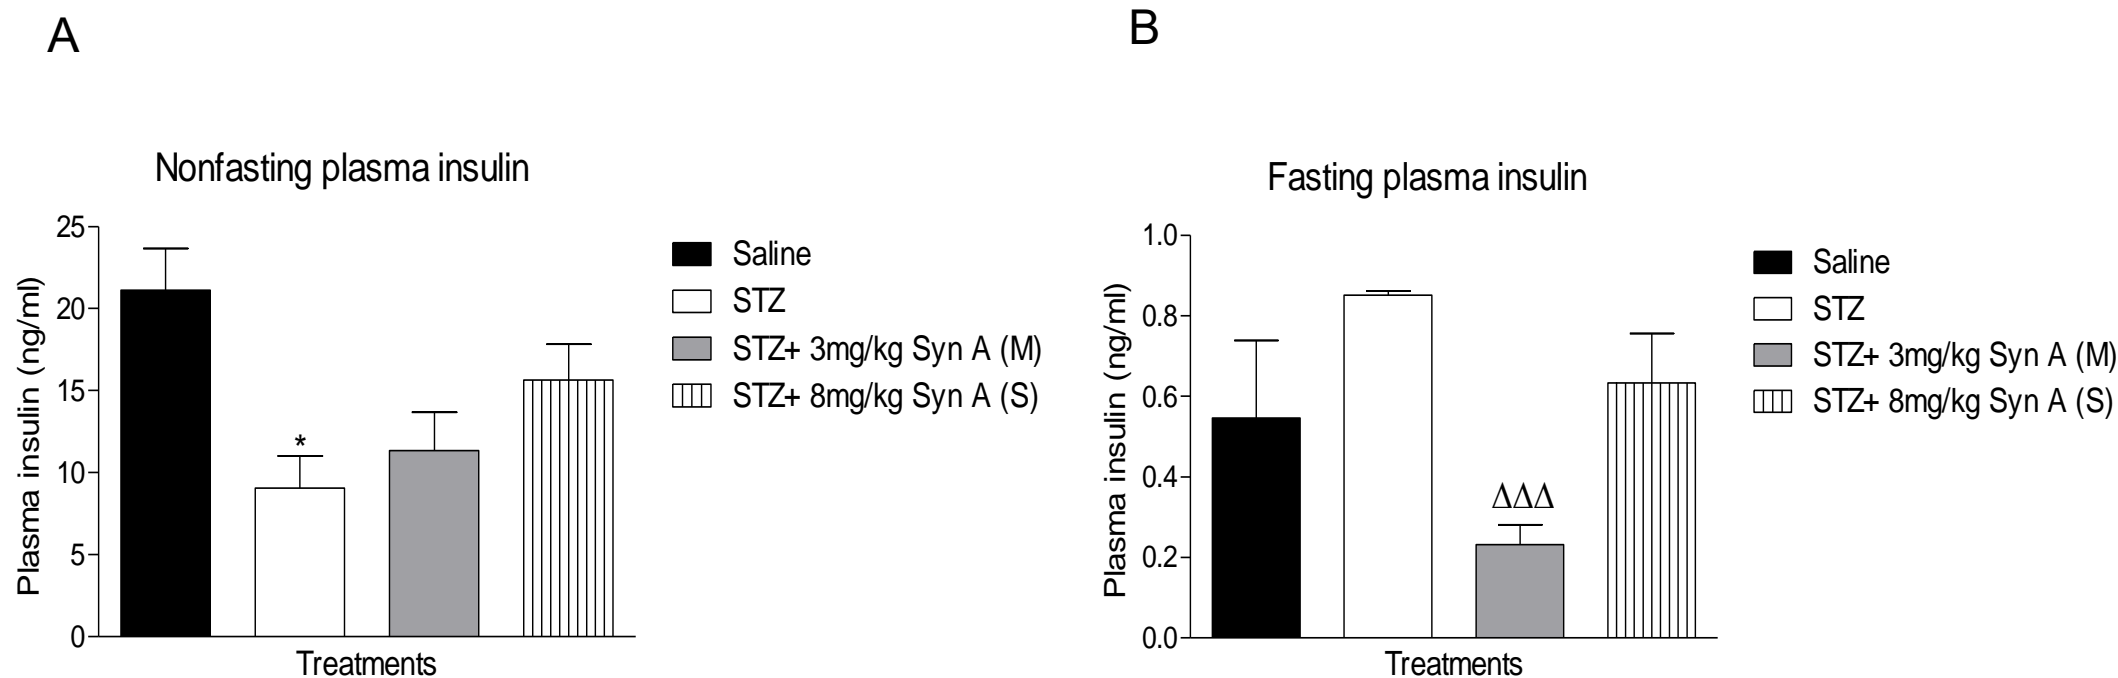 A
Nonfasting plasma insulin
Plasma insulin (ng/ml)
25
20
15
10
5
0
*
Treatments
Saline
STZ
STZ+ 3mg/kg Syn A (M)
STZ+ 8mg/kg Syn A (S)
B
Fasting plasma insulin
Plasma insulin (ng/ml)
1.0
0.8
0.6
0.4
0.2
0.0
ΔΔΔ
Treatments
Saline
STZ
STZ+ 3mg/kg Syn A (M)
STZ+ 8mg/kg Syn A (S)